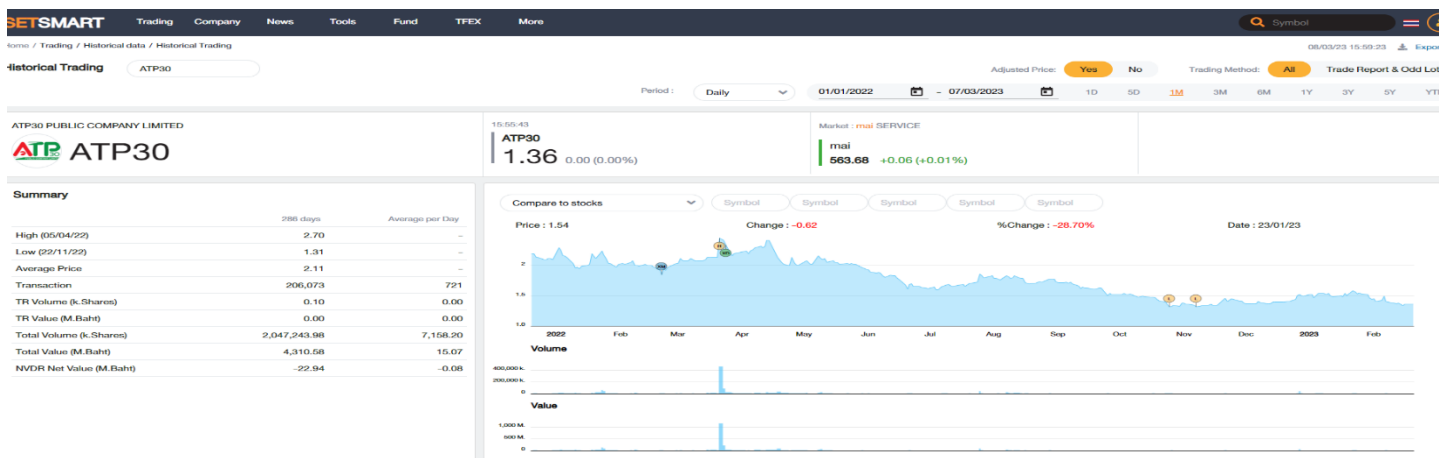 SETSMART Trading Company News Tools Fund TFEX More Symbol
Home / Trading / Historical data / Historical Trading 08/03/23 15:59:23 Export
Historical Trading ATP30 Adjusted Price: Yes No Trading Method: All Trade Report & Odd Lot
Period : Daily 01/01/2022 - 07/03/2023 1D 5D 1M 3M 6M 1Y 3Y 5Y YTD
ATP30 PUBLIC COMPANY LIMITED
ATP30
15:55:43
ATP30
1.36 0.00 (0.00%)
Market : mai SERVICE
mai
563.68 +0.06 (+0.01%)
Summary
286 days Average per Day
High (05/04/22) 2.70 –
Low (22/11/22) 1.31 –
Average Price 2.11 –
Transaction 206,073 721
TR Volume (k.Shares) 0.10 0.00
TR Value (M.Baht) 0.00 0.00
Total Volume (k.Shares) 2,047,243.98 7,158.20
Total Value (M.Baht) 4,310.58 15.07
NVDR Net Value (M.Baht) -22.94 -0.08
Compare to stocks Symbol Symbol Symbol Symbol Symbol
Price : 1.54 Change : -0.62 %Change : -28.70% Date : 23/01/23
2
1.5
1.0
2022 Feb Mar Apr May Jun Jul Aug Sep Oct Nov Dec 2023 Feb
Volume
400,000 k.
200,000 k.
0
Value
1,000 M.
500 M.
0